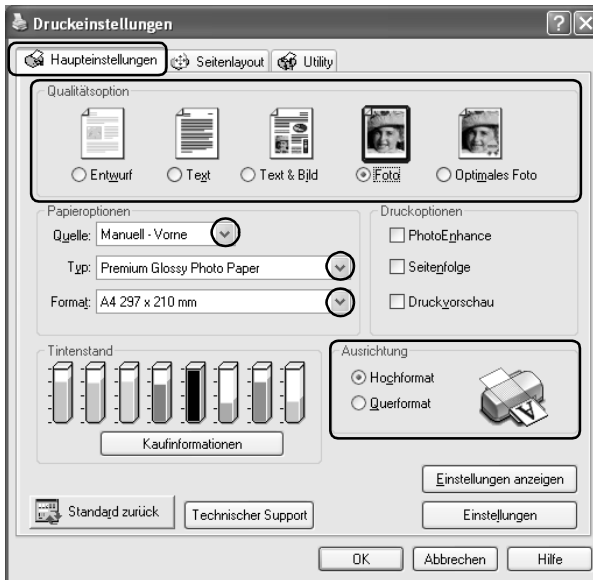 Druckeinstellungen
Haupteinstellungen Seitenlayout Utility
Qualitätsoption
Entwurf Text Text & Bild Foto Optimales Foto
Papieroptionen
Quelle: Manuell - Vorne
Typ: Premium Glossy Photo Paper
Format: A4 297 x 210 mm
Druckoptionen
PhotoEnhance
Seitenfolge
Druckvorschau
Tintenstand
Kaufinformationen
Ausrichtung
Hochformat
Querformat
Einstellungen anzeigen
Standard zurück Technischer Support Einstellungen
OK Abbrechen Hilfe